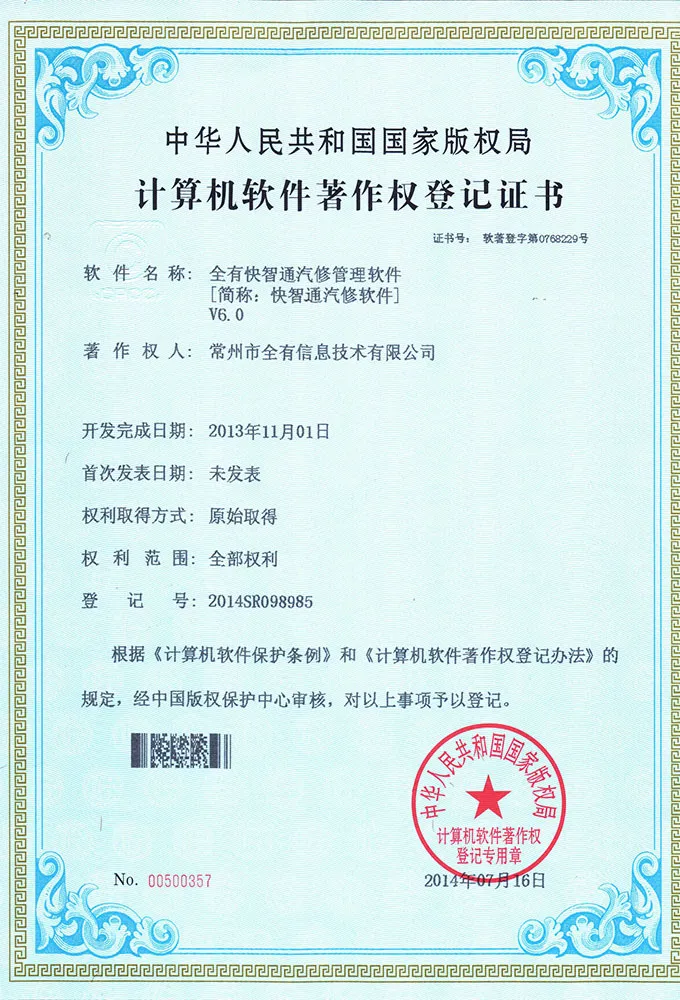 中华人民共和国国家版权局
计算机软件著作权登记证书
证书号： 软著登字第0768229号
软件名称： 全有快智通汽修管理软件
[简称：快智通汽修软件]
V6.0
著作权人： 常州市全有信息技术有限公司
开发完成日期： 2013年11月01日
首次发表日期： 未发表
权利取得方式： 原始取得
权利范围： 全部权利
登记号： 2014SR098985
根据《计算机软件保护条例》和《计算机软件著作权登记办法》的
规定，经中国版权保护中心审核，对以上事项予以登记。
中华人民共和国国家版权局
计算机软件著作权
登记专用章
No. 00500357
2014年07月16日